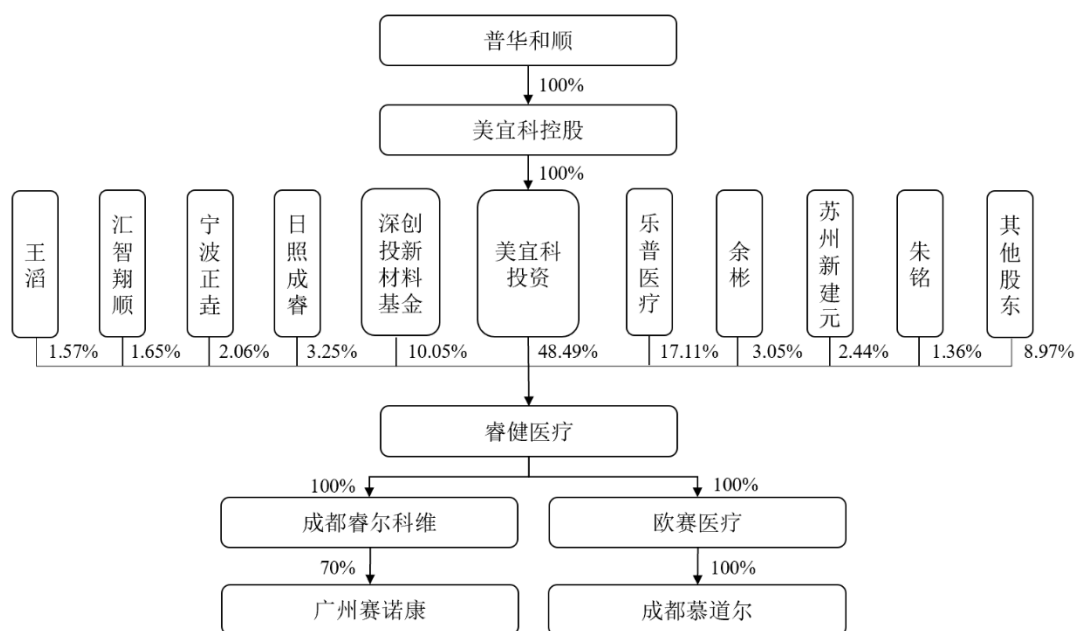 普华和顺
100%
美宜科控股
100%
王滔
汇智翔顺
宁波正垚
日照成睿
深创投新材料基金
美宜科投资
乐普医疗
余彬
苏州新建元
朱铭
其他股东
1.57%
1.65%
2.06%
3.25%
10.05%
48.49%
17.11%
3.05%
2.44%
1.36%
8.97%
睿健医疗
100%
100%
成都睿尔科维
欧赛医疗
70%
100%
广州赛诺康
成都慕道尔